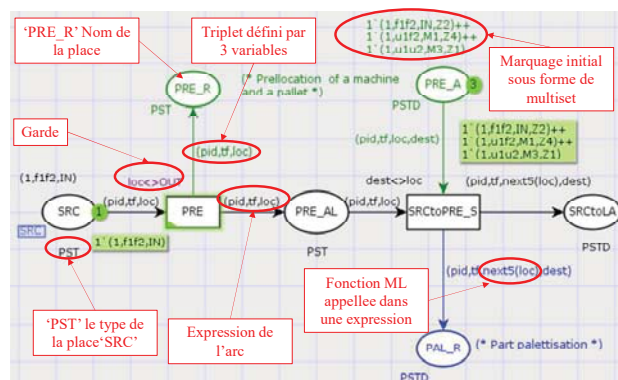 'PRE_R' Nom de
la place
Triplet défini par
3 variables
1`(1,f1f2,IN,Z2)++
1`(1,u1f2,M1,Z4)++
1`(1,u1u2,M3,Z1)
Marquage initial
sous forme de
multiset
PRE_R
(* Prellocation of a machine
and a pallet *)
PST
PRE_A
3
PSTD
Garde
(pid,tf,loc)
(pid,tf,loc,dest)
1`(1,f1f2,IN,Z2)++
1`(1,u1f2,M1,Z4)++
1`(1,u1u2,M3,Z1)
(1,f1f2,IN)
loc<>OUT
dest<>loc
(pid,tf,loc)
(pid,tf,loc)
(pid,tf,loc)
(pid,tf,next5(loc),dest)
SRC
1
PRE
PRE_AL
SRCtoPRE_S
SRCtoLA
SRC
PST
1`(1,f1f2,IN)
PST
PSTD
(pid,tf,next5(loc),dest)
'PST' le type de
la place'SRC'
Expression de
l'arc
Fonction ML
appellee dans
une expression
PAL_R
(* Part palettisation *)
PSTD